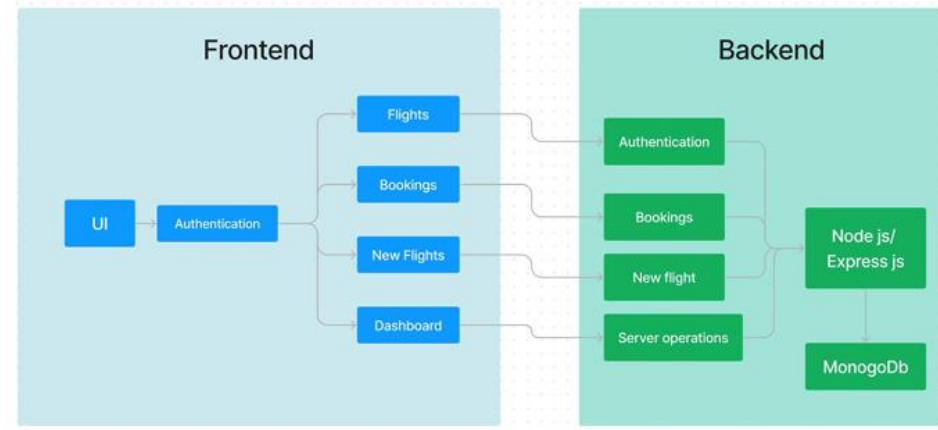 Frontend
UI
Authentication
Flights
Bookings
New Flights
Dashboard
Backend
Authentication
Bookings
New flight
Server operations
Node js/
Express js
MonogoDb